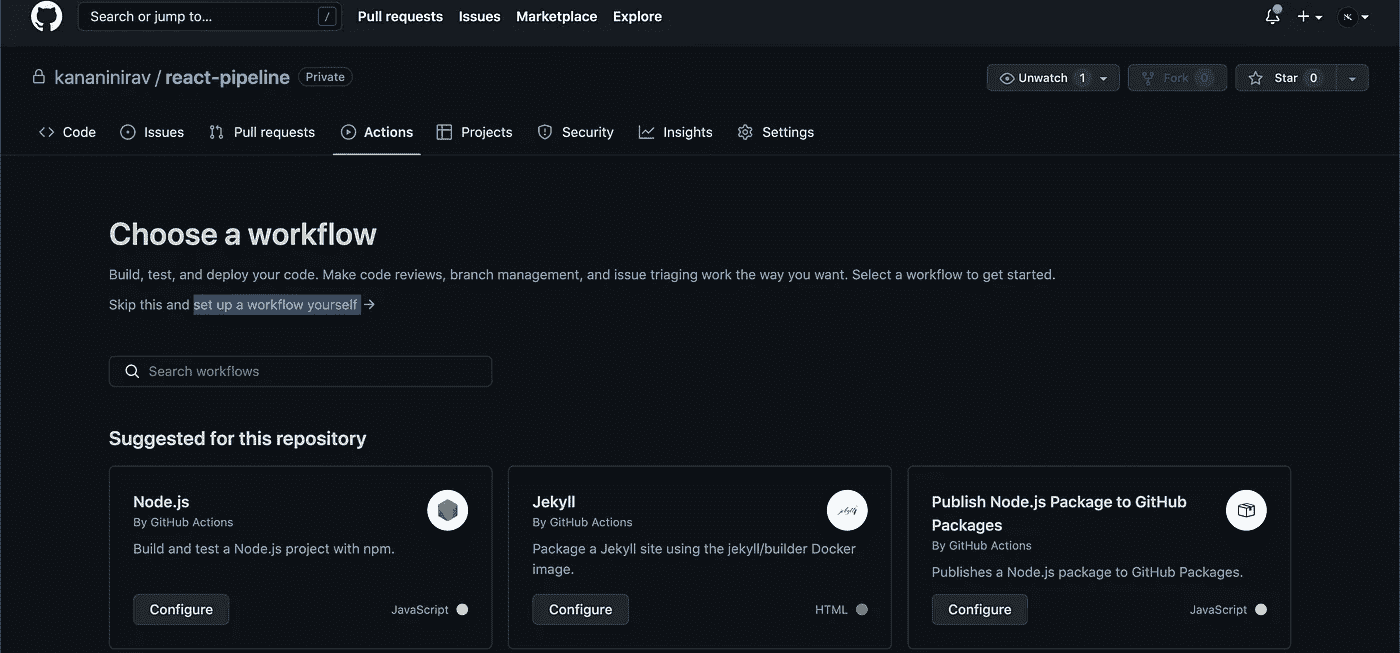 Search or jump to... /
Pull requests Issues Marketplace Explore
kananinirav / react-pipeline Private
Unwatch 1 Fork 0 Star 0
Code Issues Pull requests Actions Projects Security Insights Settings
Choose a workflow
Build, test, and deploy your code. Make code reviews, branch management, and issue triaging work the way you want. Select a workflow to get started.
Skip this and set up a workflow yourself →
Search workflows
Suggested for this repository
Node.js
By GitHub Actions
Build and test a Node.js project with npm.
Configure JavaScript
Jekyll
By GitHub Actions
Package a Jekyll site using the jekyll/builder Docker
image.
Configure HTML
jekyll
Publish Node.js Package to GitHub
Packages
By GitHub Actions
Publishes a Node.js package to GitHub Packages.
Configure JavaScript